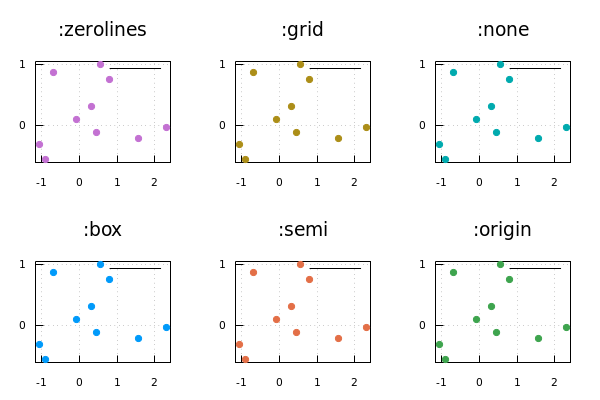 :zerolines :grid :none
1 1 1
0 0 0
-1 0 1 2 -1 0 1 2 -1 0 1 2
:box :semi :origin
1 1 1
0 0 0
-1 0 1 2 -1 0 1 2 -1 0 1 2